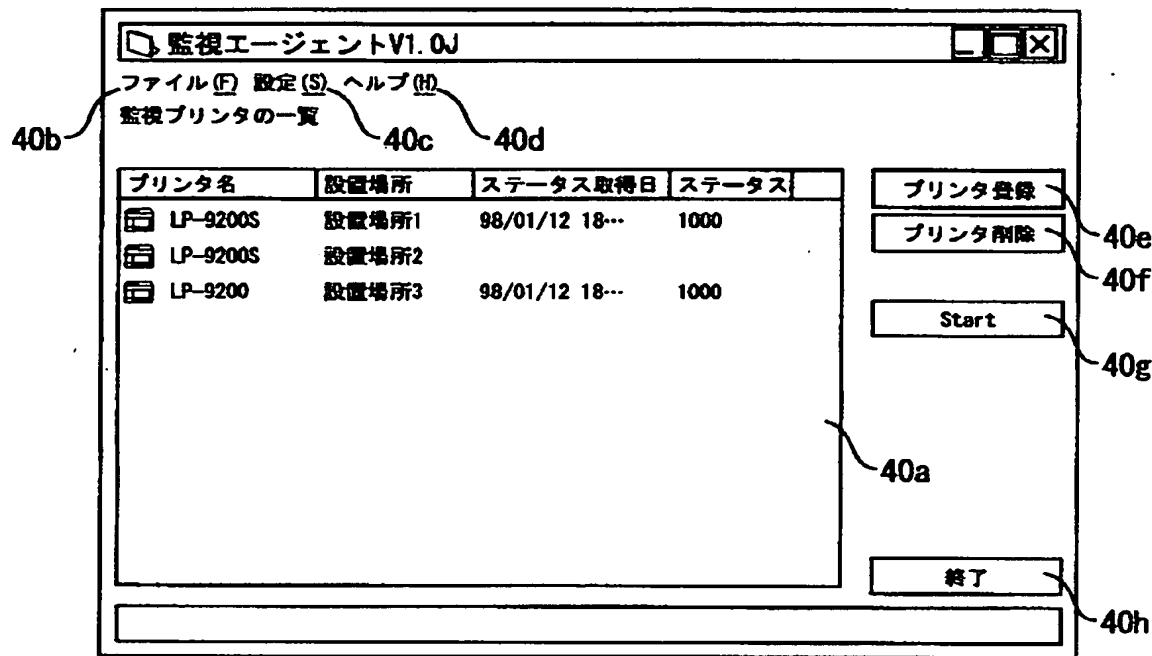 監視エージェントV1.0J
ファイル(F) 設定(S) ヘルプ(H)
監視プリンタの一覧
40b
40c
40d
プリンタ名 設置場所 ステータス取得日 ステータス
LP-9200S 設置場所1 98/01/12 18… 1000
LP-9200S 設置場所2
LP-9200 設置場所3 98/01/12 18… 1000
プリンタ登録
40e
プリンタ削除
40f
Start
40g
40a
終了
40h